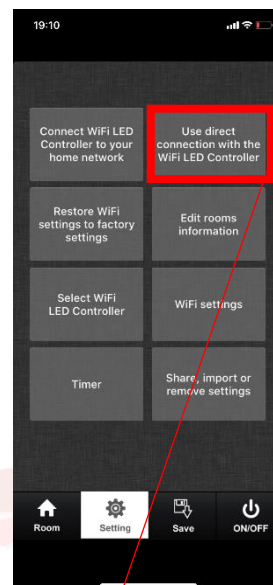 19:10
Connect WiFi LED
Controller to your
home network
Use direct
connection with the
WiFi LED Controller
Restore WiFi
settings to factory
settings
Edit rooms
information
Select WiFi
LED Controller
WiFi settings
Timer
Share, import or
remove settings
Room
Setting
Save
ON/OFF